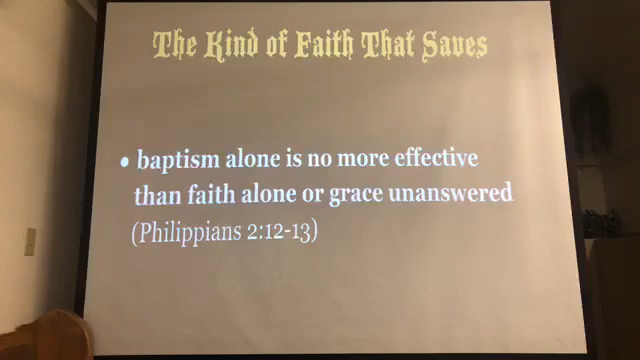 The Kind of Faith That Saves
• baptism alone is no more effective
than faith alone or grace unanswered
(Philippians 2:12-13)